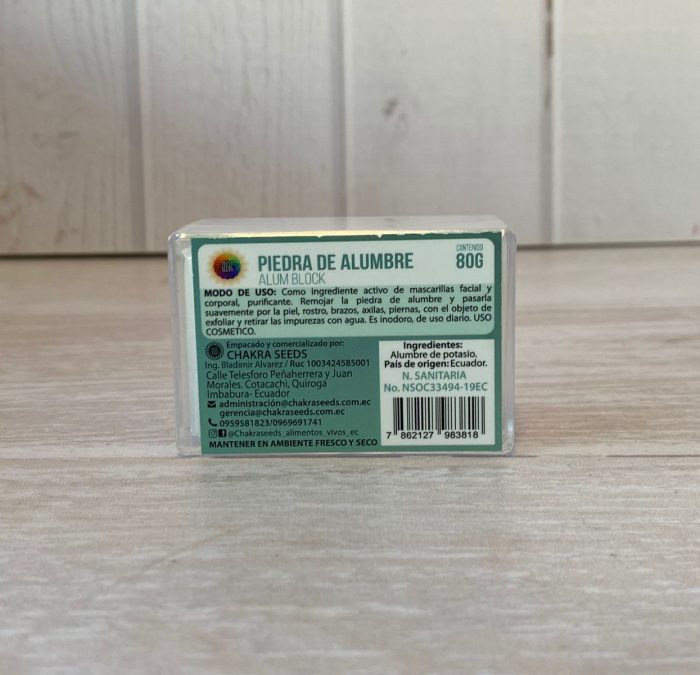 PIEDRA DE ALUMBRE
ALUM BLOCK
CONTENIDO
80G
MODO DE USO: Como ingrediente activo de mascarillas facial y
corporal, purificante. Remojar la piedra de alumbre y pasarla
suavemente por la piel, rostro, brazos, axilas, piernas, con el objeto de
exfoliar y retirar las impurezas con agua. Es inodoro, de uso diario. USO
COSMETICO.
Empacado y comercializado por:
CHAKRA SEEDS
Ing. Bladimir Alvarez / Ruc 1003424585001
Calle Telesforo Peñaherrera y Juan
Morales. Cotacachi, Quiroga
Imbabura- Ecuador
administración@chakraseeds.com.ec
gerencia@chakraseeds.com.ec
0959581823/0969691741
@Chakraseeds_alimentos_vivos_ec
MANTENER EN AMBIENTE FRESCO Y SECO
Ingredientes:
Alumbre de potasio.
País de origen: Ecuador.
N. SANITARIA
No. NSOC33494-19EC
7 862127 983818